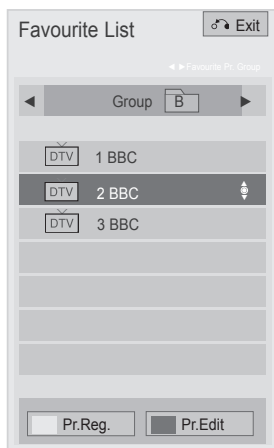 Favourite List Exit
◄ ►Favourite Pr. Group
◄ Group B ►
DTV 1 BBC
DTV 2 BBC
DTV 3 BBC
Pr.Reg. Pr.Edit